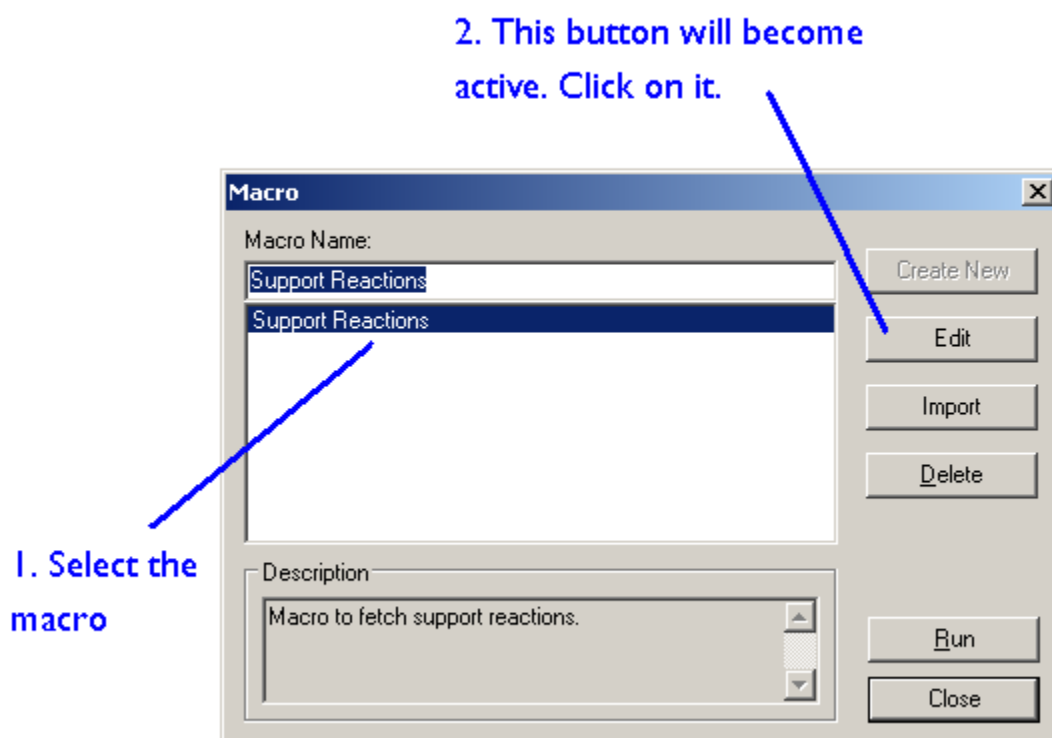 2. This button will become
active. Click on it.
Macro
Macro Name:
Support Reactions
Support Reactions
Create New
Edit
Import
Delete
1. Select the
macro
Description
Macro to fetch support reactions.
Run
Close